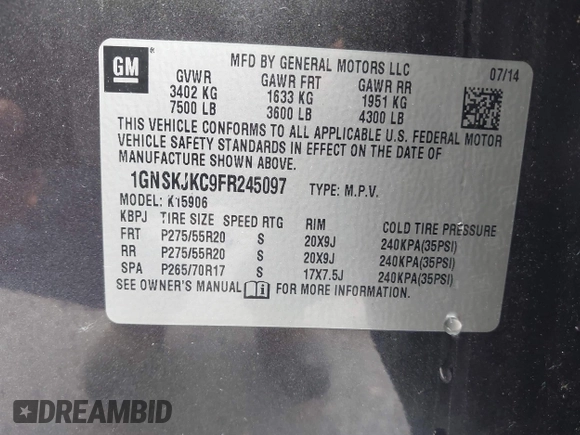 GM
MFD BY GENERAL MOTORS LLC 07/14
GVWR GAWR FRT GAWR RR
3402 KG 1633 KG 1951 KG
7500 LB 3600 LB 4300 LB
THIS VEHICLE CONFORMS TO ALL APPLICABLE U.S. FEDERAL MOTOR
VEHICLE SAFETY STANDARDS IN EFFECT ON THE DATE OF
MANUFACTURE SHOWN ABOVE.
1GNSKJKC9FR245097 TYPE: M.P.V.
MODEL: K15906
KBPJ TIRE SIZE SPEED RTG RIM COLD TIRE PRESSURE
FRT P275/55R20 S 20X9J 240KPA(35PSI)
RR P275/55R20 S 20X9J 240KPA(35PSI)
SPA P265/70R17 S 17X7.5J 240KPA(35PSI)
SEE OWNER'S MANUAL FOR MORE INFORMATION.
DREAMBID